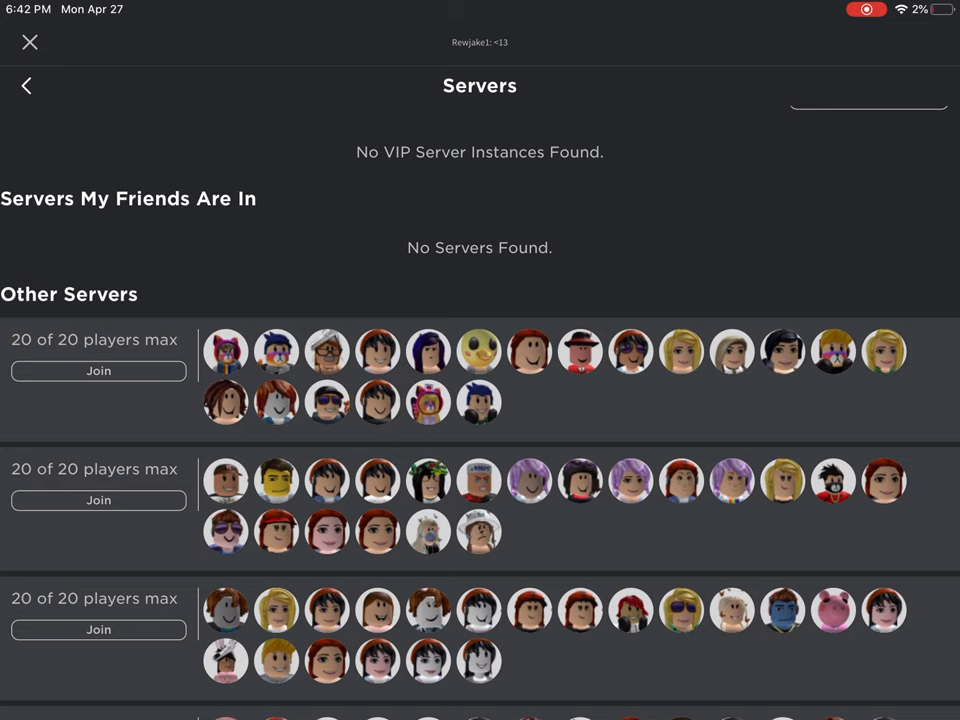 6:42 PM Mon Apr 27
2%
Rewjake1: <13
Servers
No VIP Server Instances Found.
Servers My Friends Are In
No Servers Found.
Other Servers
20 of 20 players max
Join
20 of 20 players max
Join
20 of 20 players max
Join